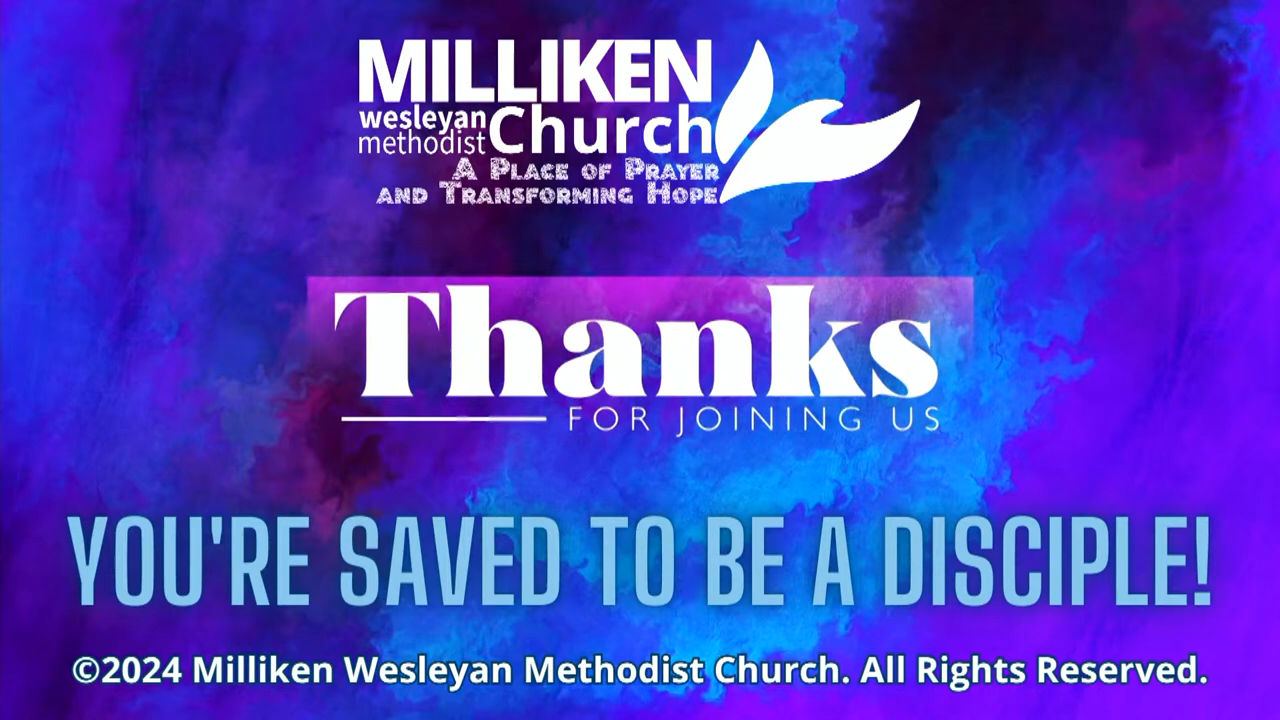 MILLIKEN
wesleyan
methodist Church
A Place of Prayer
and Transforming Hope
Thanks
FOR JOINING US
YOU'RE SAVED TO BE A DISCIPLE!
©2024 Milliken Wesleyan Methodist Church. All Rights Reserved.